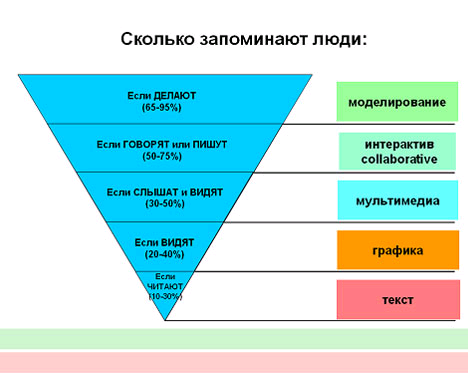 Сколько запоминают люди:
Если ДЕЛАЮТ
(65-95%)
моделирование
Если ГОВОРЯТ или ПИШУТ
(50-75%)
интерактив
collaborative
Если СЛЫШАТ и ВИДЯТ
(30-50%)
мультимедиа
Если ВИДЯТ
(20-40%)
графика
Если
ЧИТАЮТ
(10-30%)
текст